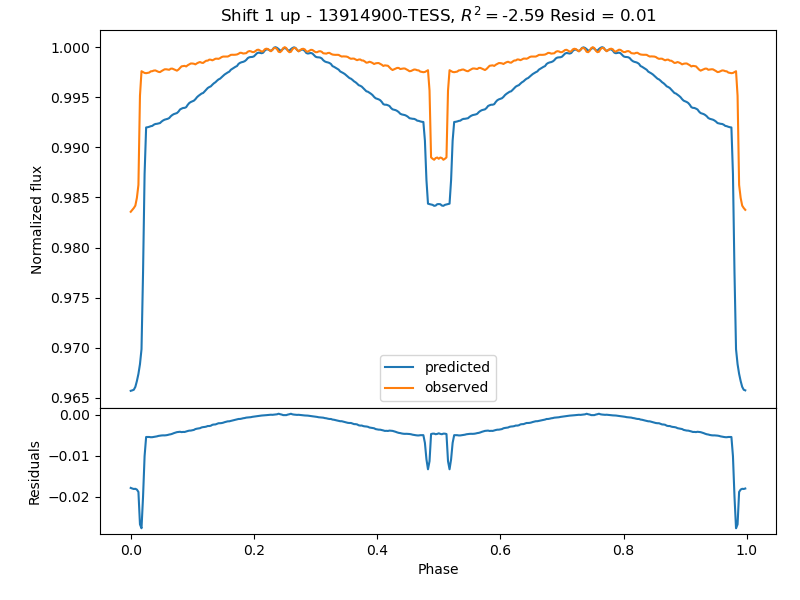 Shift 1 up - 13914900-TESS, R² = -2.59 Resid = 0.01
1.000
0.995
0.990
0.985
0.980
0.975
0.970
0.965
Normalized flux
predicted
observed
0.00
−0.01
−0.02
Residuals
0.0 0.2 0.4 0.6 0.8 1.0
Phase